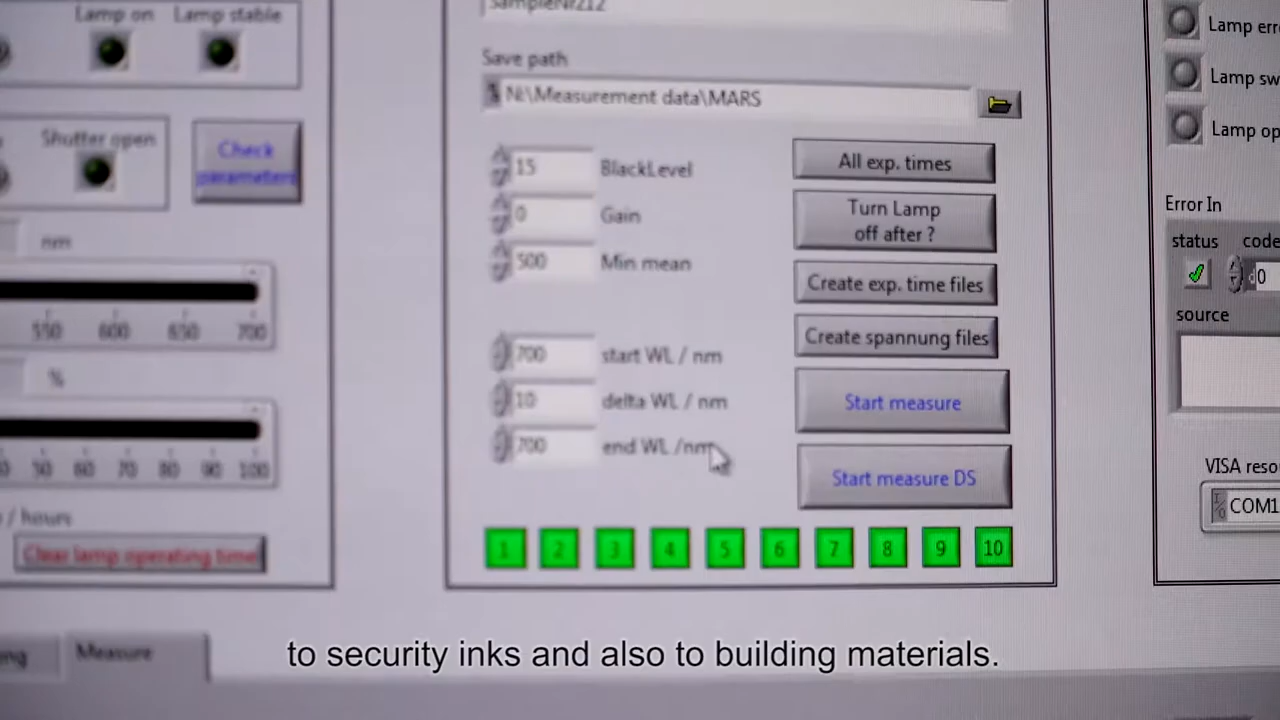 Lamp on
Lamp stable
Shutter open
Check
parameters
nm
550 600 650 700
%
50 60 70 80 90 100
/ hours
Clear lamp operating time
Measure
SampleNr212
Save path
N:\Measurement data\MARS
15 BlackLevel
0 Gain
500 Min mean
700 start WL / nm
10 delta WL / nm
700 end WL /nm
All exp. times
Turn Lamp
off after ?
Create exp. time files
Create spannung files
Start measure
Start measure DS
1 2 3 4 5 6 7 8 9 10
Lamp
Lamp
Lamp
Error In
status code
d0
source
VISA
COM1
to security inks and also to building materials.